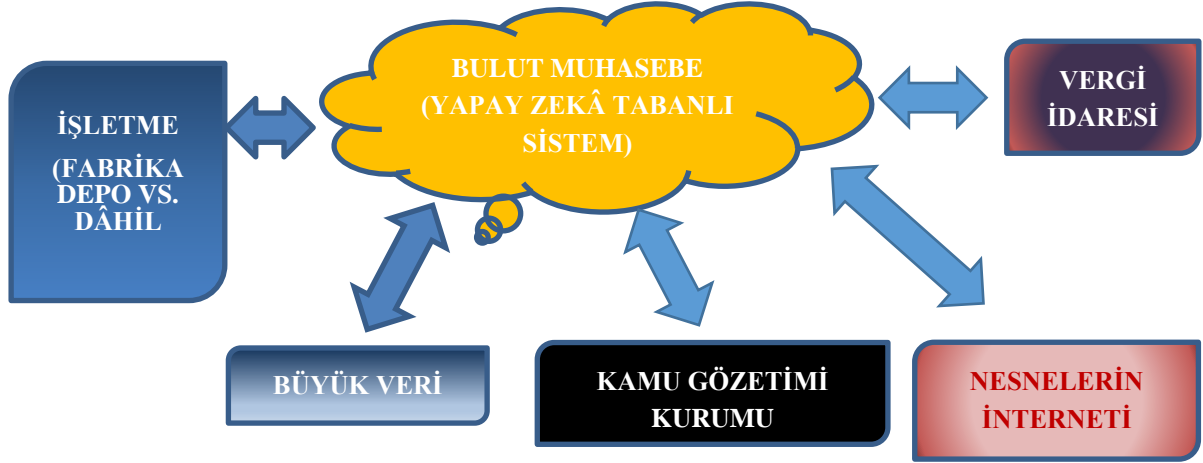 BULUT MUHASEBE
(YAPAY ZEKÂ TABANLI
SİSTEM)
İŞLETME
(FABRİKA
DEPO VS.
DÂHİL
VERGİ
İDARESİ
BÜYÜK VERİ
KAMU GÖZETİMİ
KURUMU
NESNELERİN
İNTERNETİ